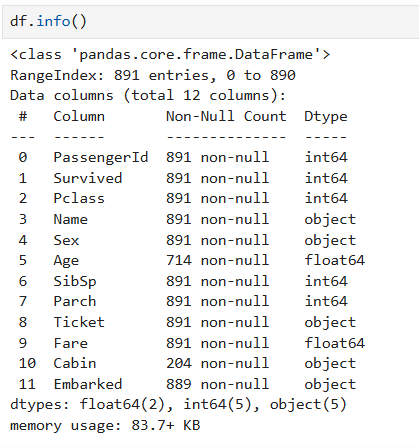 df.info()
<class 'pandas.core.frame.DataFrame'>
RangeIndex: 891 entries, 0 to 890
Data columns (total 12 columns):
 #   Column       Non-Null Count  Dtype
---  ------       --------------  -----
 0   PassengerId  891 non-null    int64
 1   Survived     891 non-null    int64
 2   Pclass       891 non-null    int64
 3   Name         891 non-null    object
 4   Sex          891 non-null    object
 5   Age          714 non-null    float64
 6   SibSp        891 non-null    int64
 7   Parch        891 non-null    int64
 8   Ticket       891 non-null    object
 9   Fare         891 non-null    float64
 10  Cabin        204 non-null    object
 11  Embarked     889 non-null    object
dtypes: float64(2), int64(5), object(5)
memory usage: 83.7+ KB